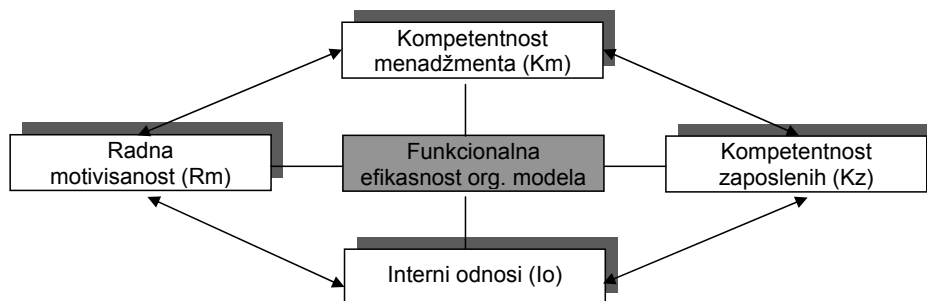 Kompetentnost
menadžmenta (Km)
Radna
motivisanost (Rm)
Funkcionalna
efikasnost org. modela
Kompetentnost
zaposlenih (Kz)
Interni odnosi (Io)